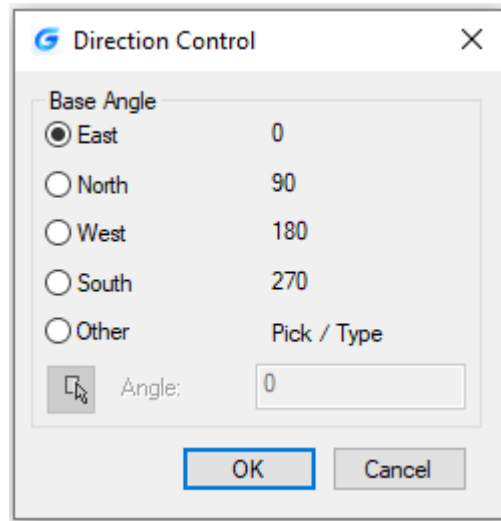 Direction Control
Base Angle
East 0
North 90
West 180
South 270
Other Pick / Type
Angle: 0
OK Cancel